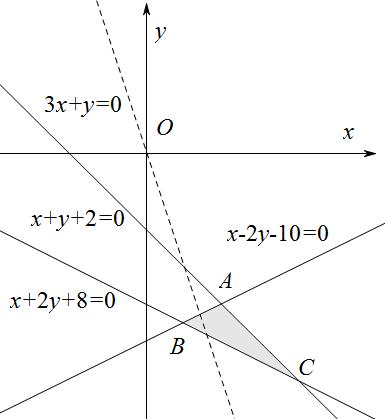 y
3x+y=0
O
x
x+y+2=0
x-2y-10=0
A
x+2y+8=0
B
C